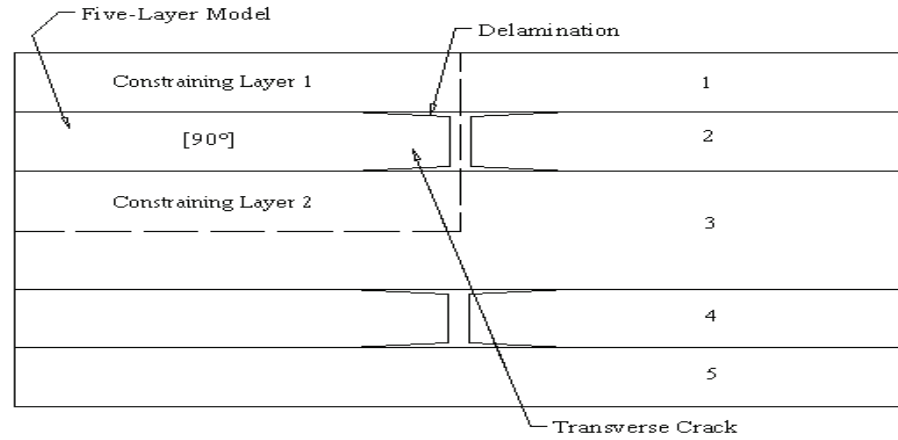 Five-Layer Model
Delamination
Constraining Layer 1
1
[90°]
2
Constraining Layer 2
3
4
5
Transverse Crack